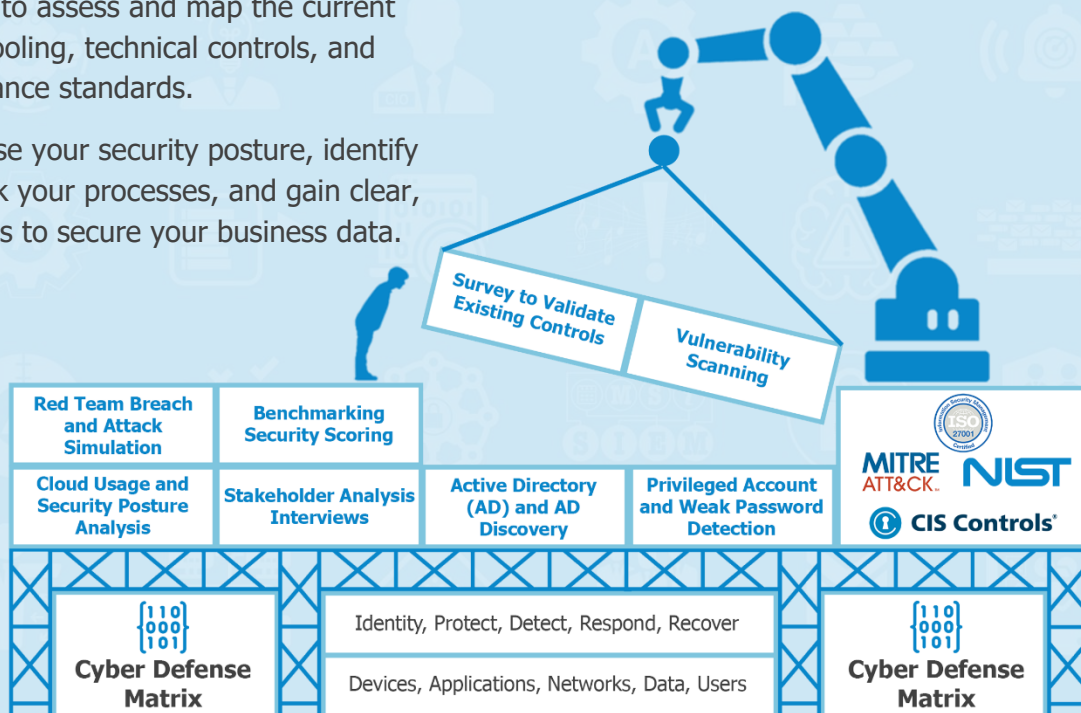 to assess and map the current
ooling, technical controls, and
ance standards.
se your security posture, identify
k your processes, and gain clear,
s to secure your business data.
Survey to Validate
Existing Controls
Vulnerability
Scanning
Red Team Breach
and Attack
Simulation
Benchmarking
Security Scoring
Cloud Usage and
Security Posture
Analysis
Stakeholder Analysis
Interviews
Active Directory
(AD) and AD
Discovery
Privileged Account
and Weak Password
Detection
Information Security Management
ISO
27001
Certified
MITRE
ATT&CK
NIST
CIS Controls®
{110
000
101}
Cyber Defense
Matrix
Identity, Protect, Detect, Respond, Recover
Devices, Applications, Networks, Data, Users
{110
000
101}
Cyber Defense
Matrix